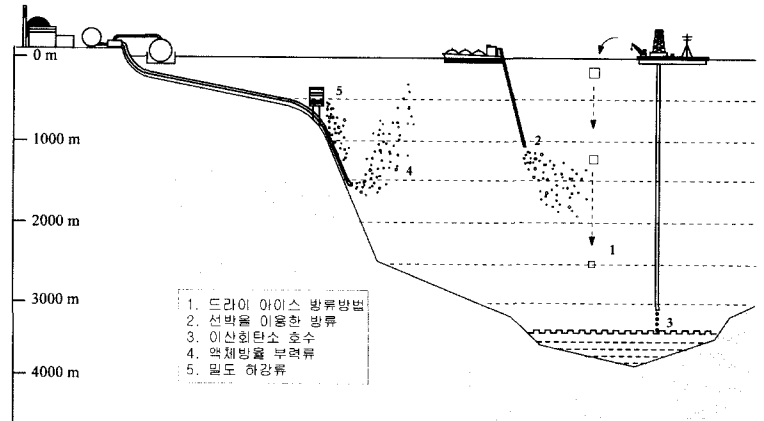 0 m
1000 m
2000 m
3000 m
4000 m
5
4
2
1
3
1. 드라이 아이스 방류방법
2. 선박을 이용한 방류
3. 이산회탄소 호수
4. 액체방울 부력류
5. 밀도 하강류